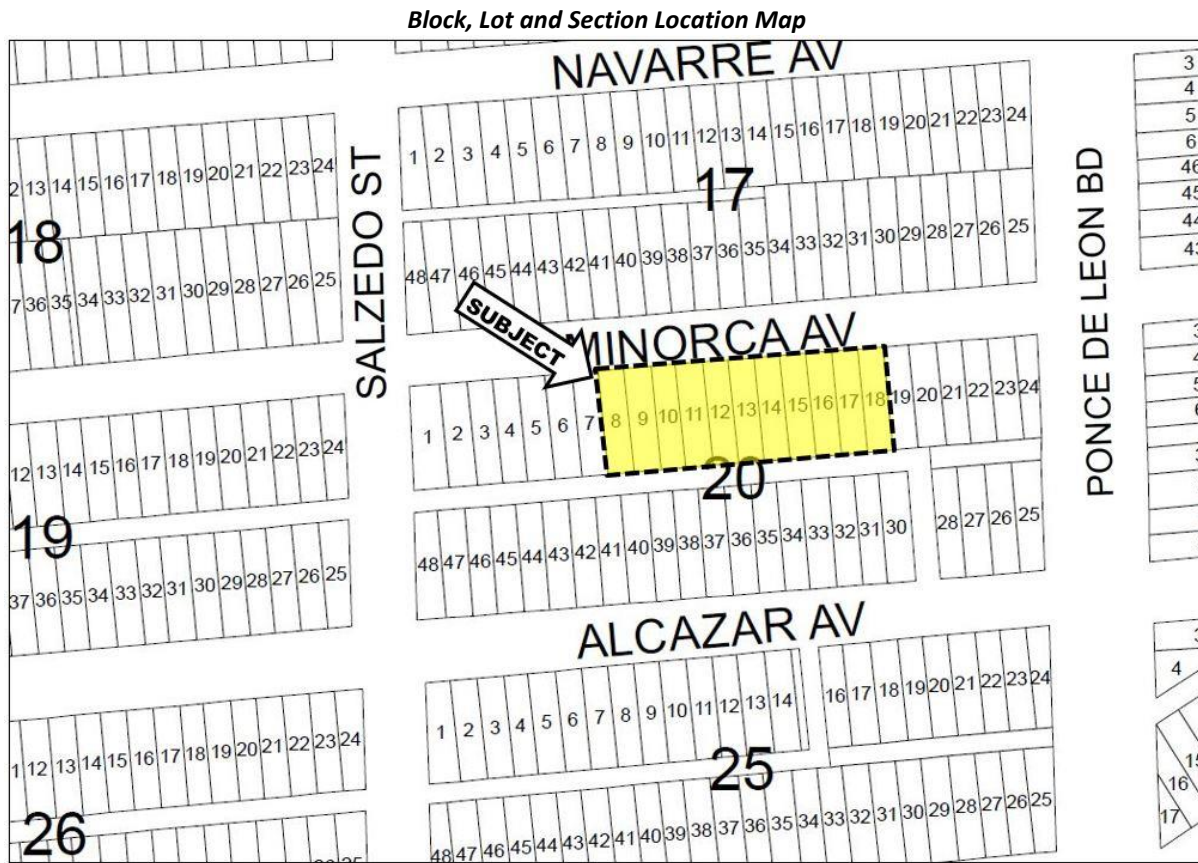 Block, Lot and Section Location Map
NAVARRE AV
3
4
5
6
46
45
44
1 2 3 4 5 6 7 8 9 10 11 12 13 14 15 16 17 18 19 20 21 22 23 24
13 14 15 16 17 18 19 20 21 22 23 24
SALZEDO ST
17
PONCE DE LEON BD
18
48 47 46 45 44 43 42 41 40 39 38 37 36 35 34 33 32 31 30 29 28 27 26 25
36 35 34 33 32 31 30 29 28 27 26 25
SUBJECT
MINORCA AV
1 2 3 4 5 6 7 8 9 10 11 12 13 14 15 16 17 18 19 20 21 22 23 24
12 13 14 15 16 17 18 19 20 21 22 23 24
20
19
48 47 46 45 44 43 42 41 40 39 38 37 36 35 34 33 32 31 30
28 27 26 25
37 36 35 34 33 32 31 30 29 28 27 26 25
ALCAZAR AV
4
1 2 3 4 5 6 7 8 9 10 11 12 13 14
16 17 18 19 20 21 22 23 24
12 13 14 15 16 17 18 19 20 21 22 23 24
25
16
17
26
48 47 46 45 44 43 42 41 40 39 38 37 36 35 34 33 32 31 30 29 28 27 26 25